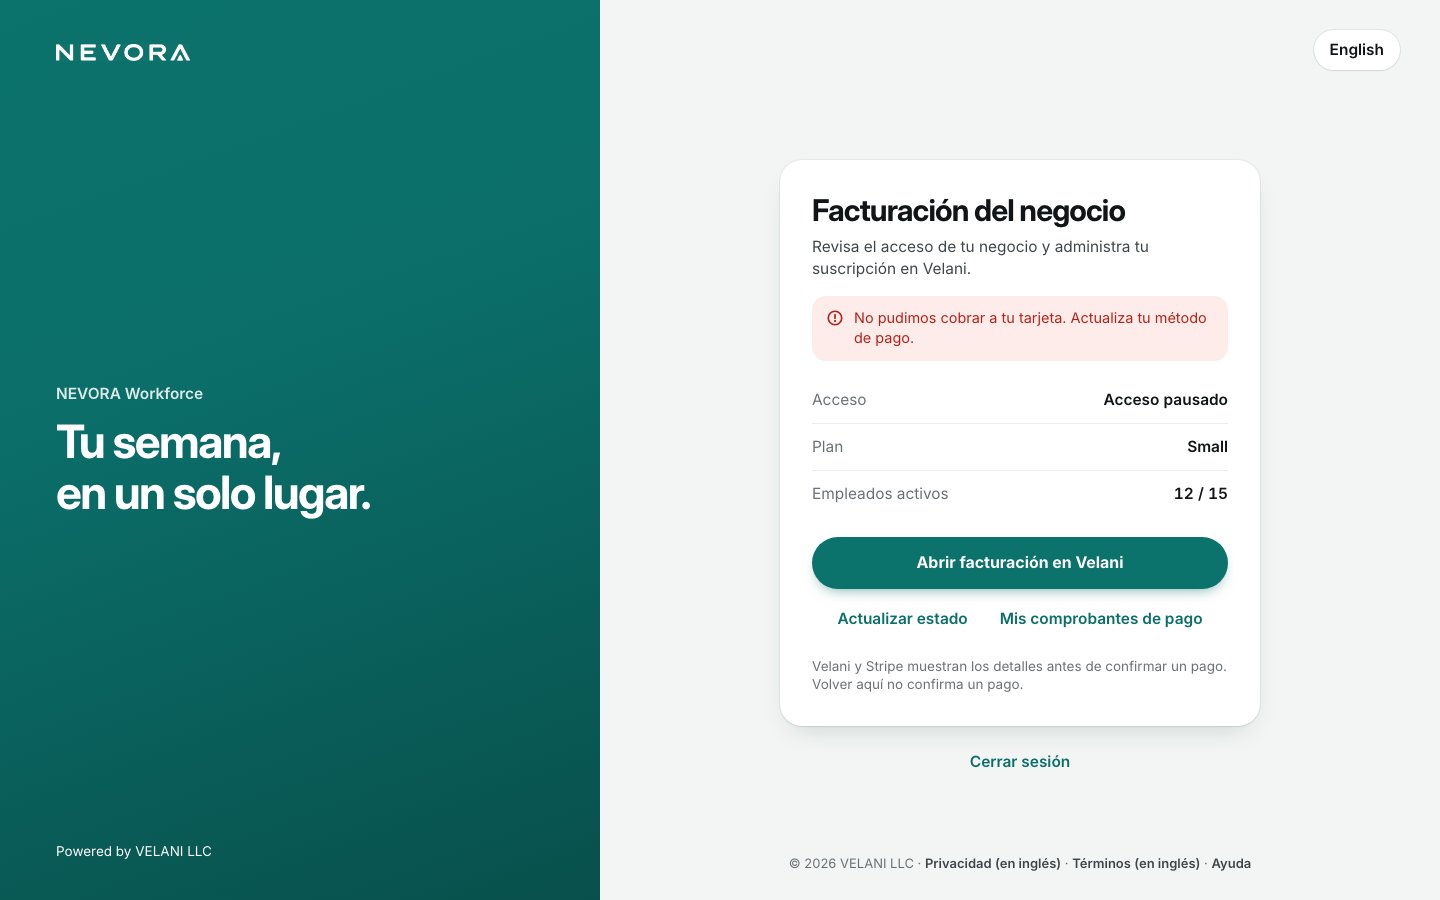 NEVORA
English
NEVORA Workforce
Tu semana,
en un solo lugar.
Powered by VELANI LLC
Facturación del negocio
Revisa el acceso de tu negocio y administra tu
suscripción en Velani.
No pudimos cobrar a tu tarjeta. Actualiza tu método
de pago.
Acceso Acceso pausado
Plan Small
Empleados activos 12 / 15
Abrir facturación en Velani
Actualizar estado Mis comprobantes de pago
Velani y Stripe muestran los detalles antes de confirmar un pago.
Volver aquí no confirma un pago.
Cerrar sesión
© 2026 VELANI LLC · Privacidad (en inglés) · Términos (en inglés) · Ayuda